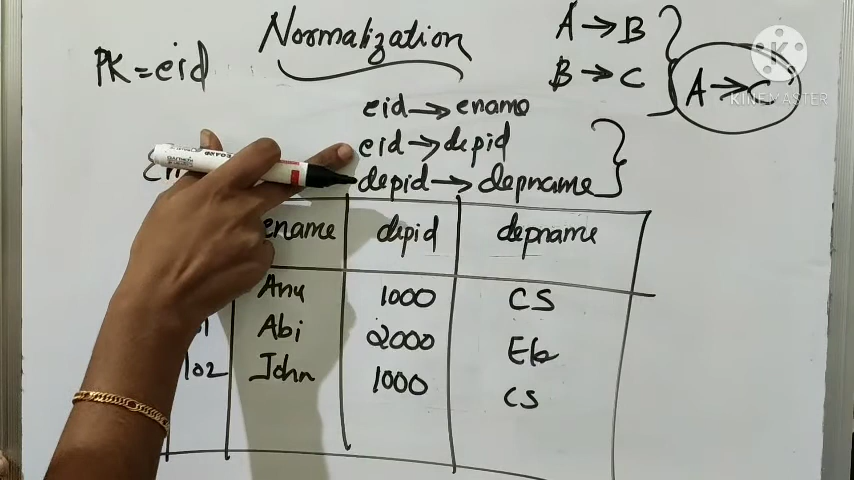 Normalization
PK = eid
A → B
B → C
A → C
KINEMASTER
eid → ename
eid → depid
depid → depname
ename depid depname
Anu 1000 CS
Abi 2000
102 John 1000 CS